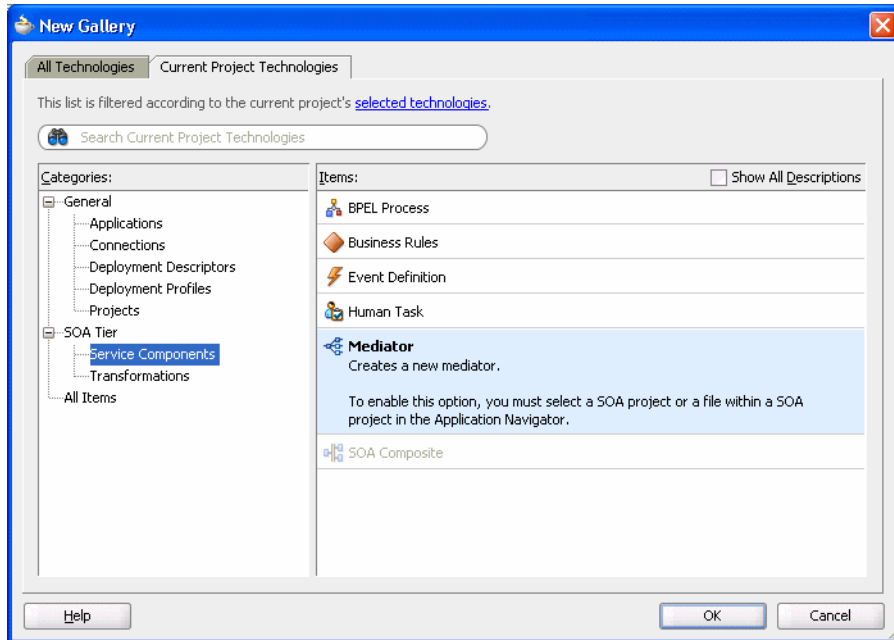 New Gallery
All Technologies
Current Project Technologies
This list is filtered according to the current project's selected technologies.
Search Current Project Technologies
Categories:
General
Applications
Connections
Deployment Descriptors
Deployment Profiles
Projects
SOA Tier
Service Components
Transformations
All Items
Items:
Show All Descriptions
BPEL Process
Business Rules
Event Definition
Human Task
Mediator
Creates a new mediator.
To enable this option, you must select a SOA project or a file within a SOA
project in the Application Navigator.
SOA Composite
Help
OK
Cancel